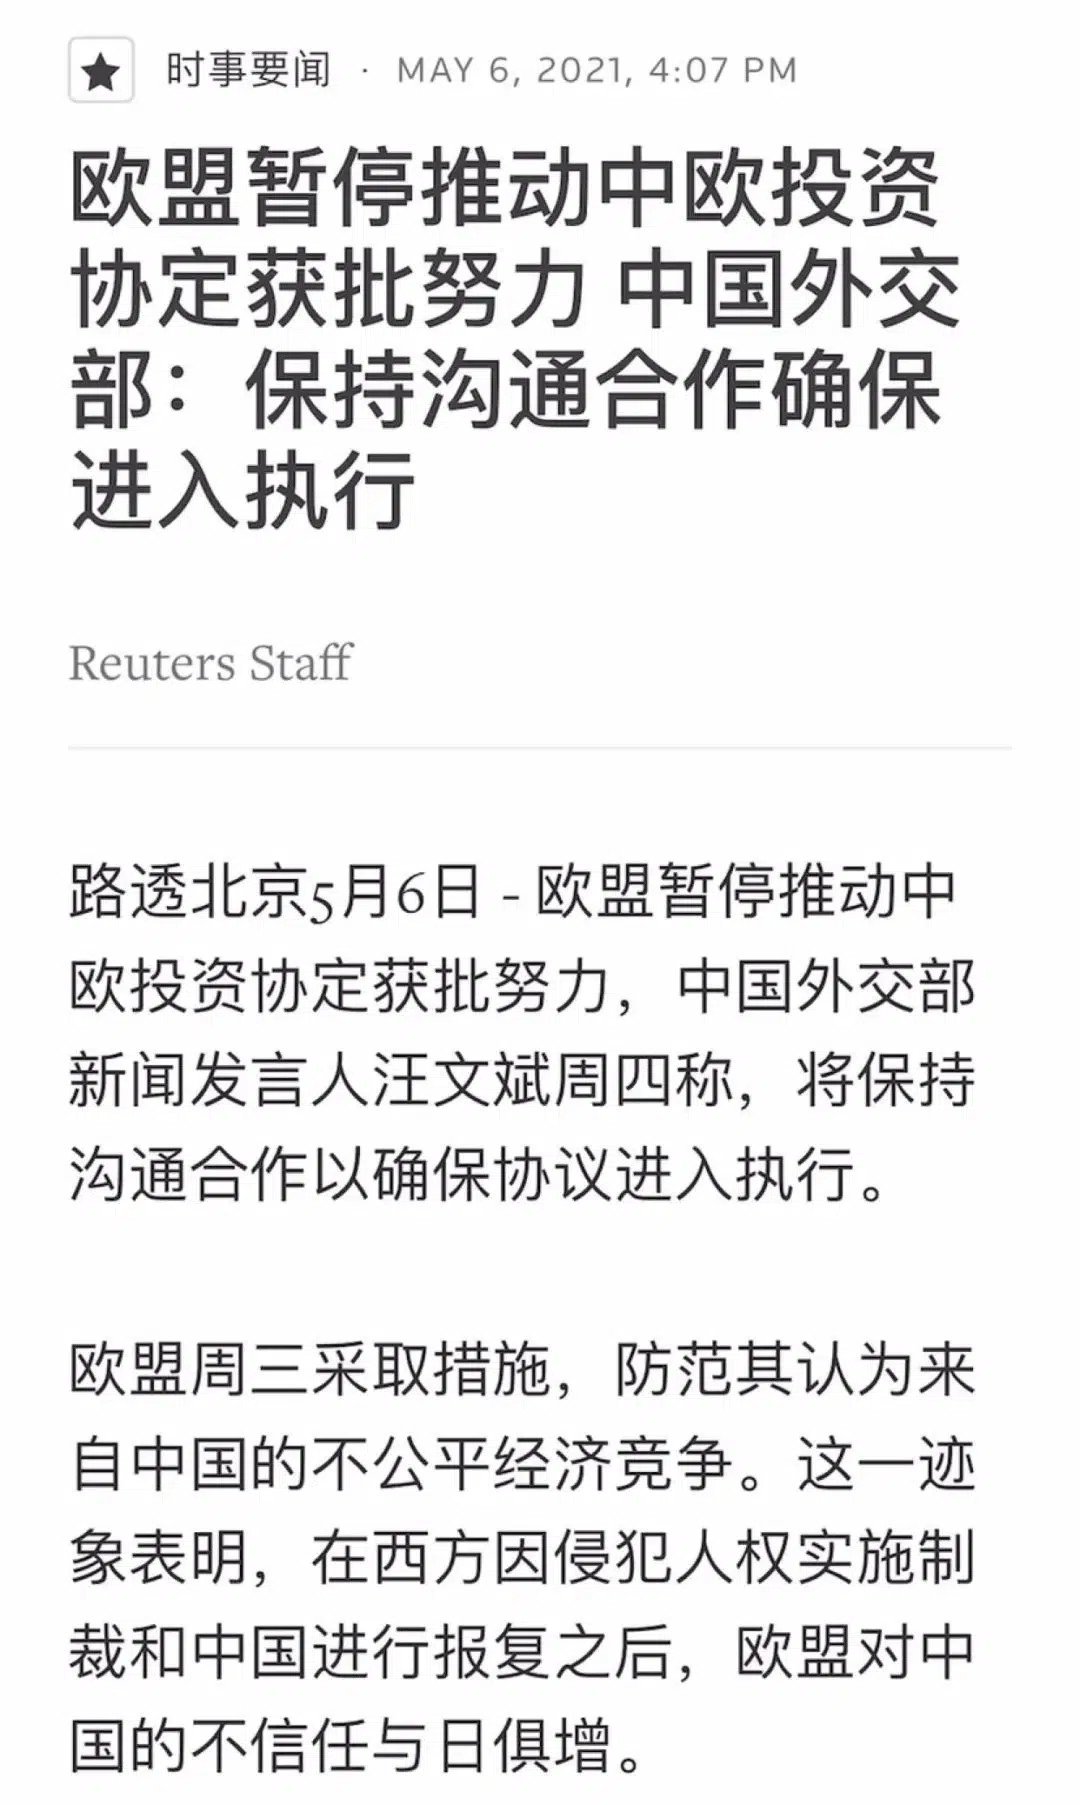 时事要闻 · MAY 6, 2021, 4:07 PM
欧盟暂停推动中欧投资
协定获批努力 中国外交
部：保持沟通合作确保
进入执行
Reuters Staff
路透北京5月6日 - 欧盟暂停推动中
欧投资协定获批努力，中国外交部
新闻发言人汪文斌周四称，将保持
沟通合作以确保协议进入执行。
欧盟周三采取措施，防范其认为来
自中国的不公平经济竞争。这一迹
象表明，在西方因侵犯人权实施制
裁和中国进行报复之后，欧盟对中
国的不信任与日俱增。